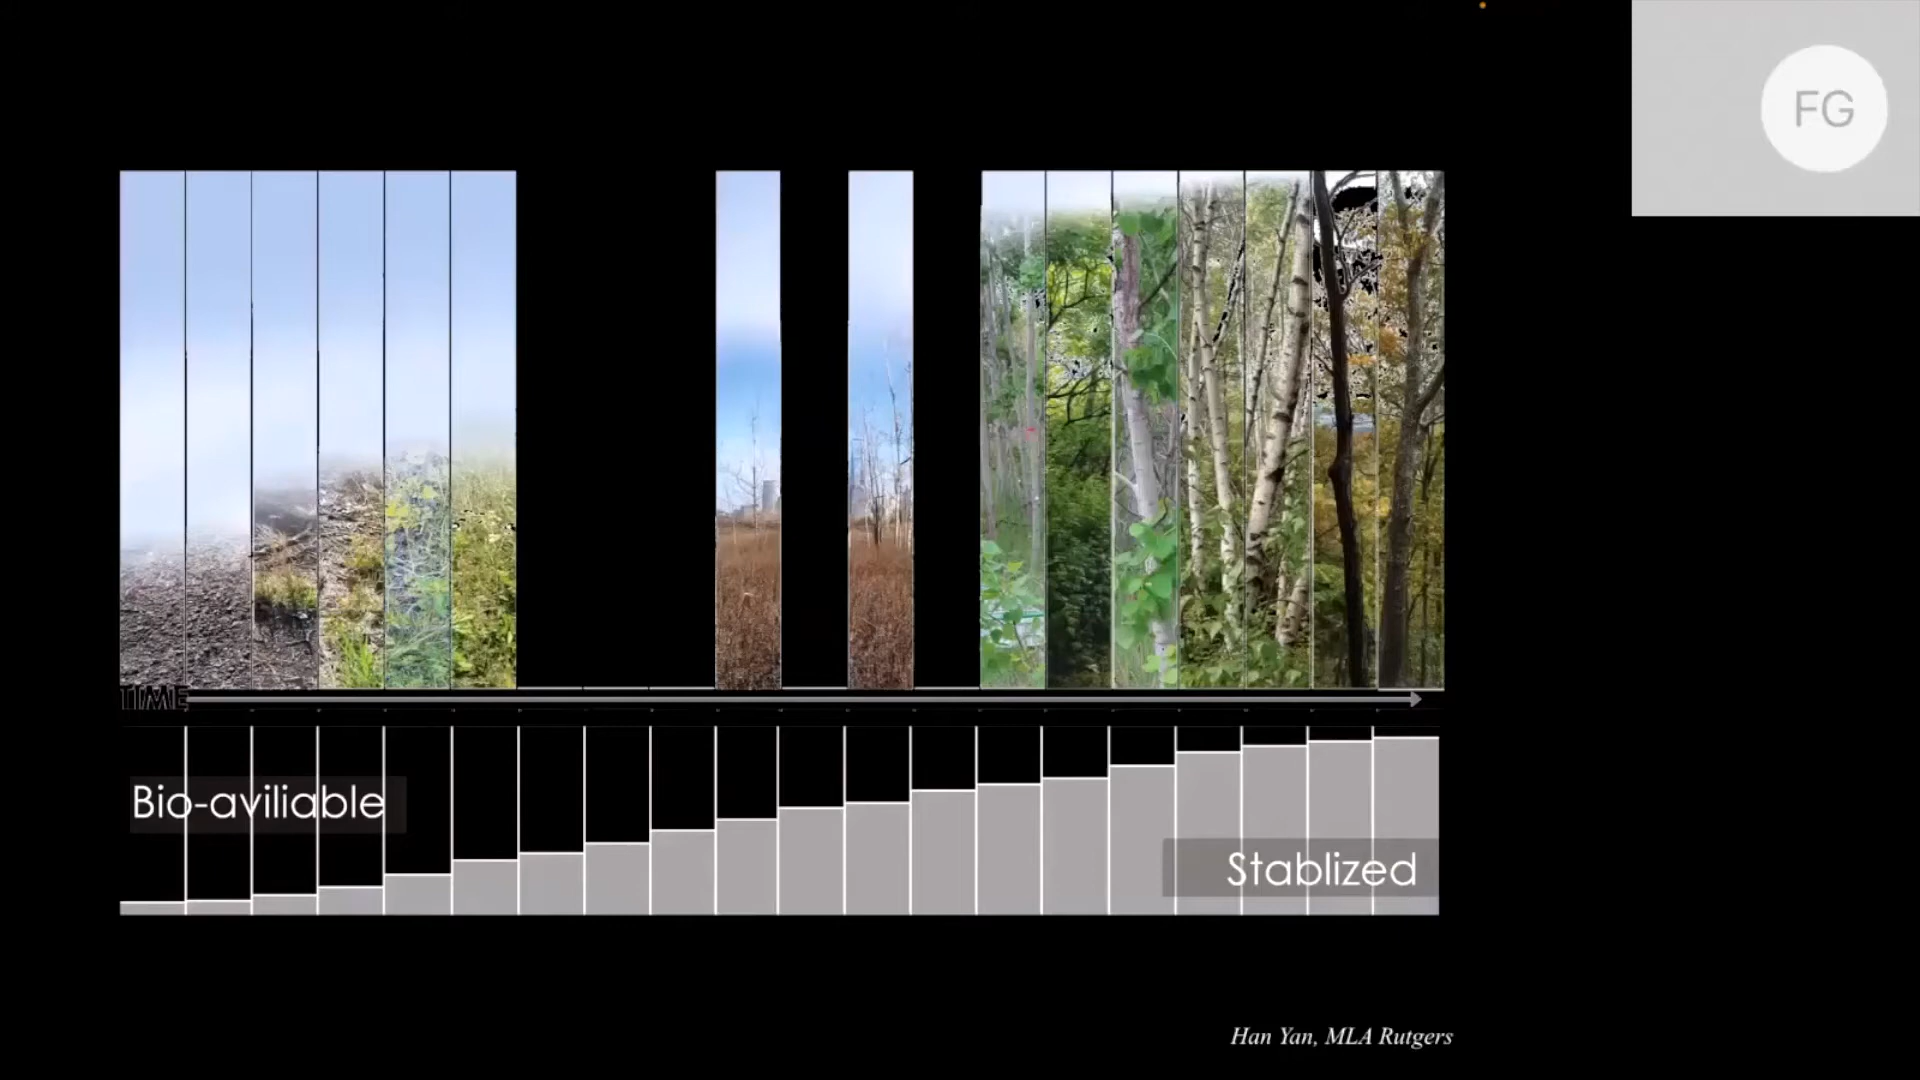 FG
TIME
Bio-aviliable
Stablized
Han Yan, MLA Rutgers